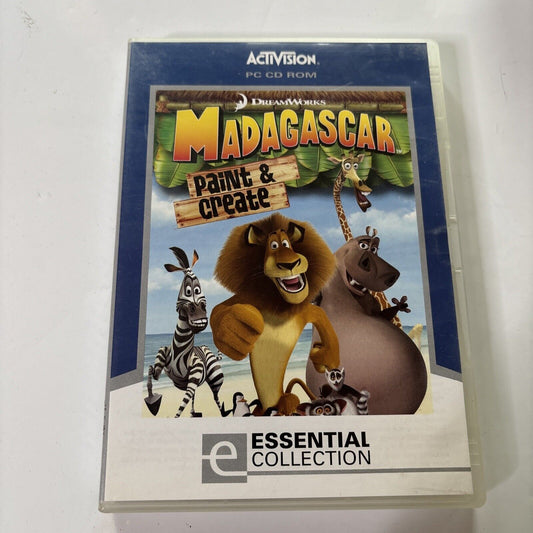 ACTIVISION
PC CD ROM
DREAMWORKS
MADAGASCAR
Paint &
Create
e ESSENTIAL
COLLECTION